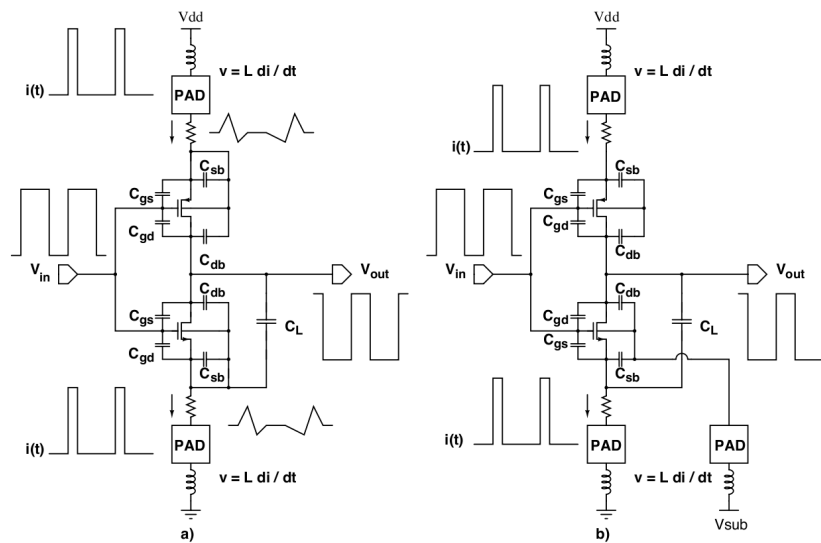 Vdd
v = L di / dt
i(t)
PAD
Csb
Cgs
Cgd
Cdb
Vin
Vout
Cdb
Cgs
CL
Cgd
Csb
i(t)
PAD
v = L di / dt
a)
Vdd
v = L di / dt
PAD
i(t)
Csb
Cgs
Cgd
Cdb
Vin
Vout
Cdb
Cgd
CL
Cgs
Csb
i(t)
PAD
PAD
v = L di / dt
Vsub
b)